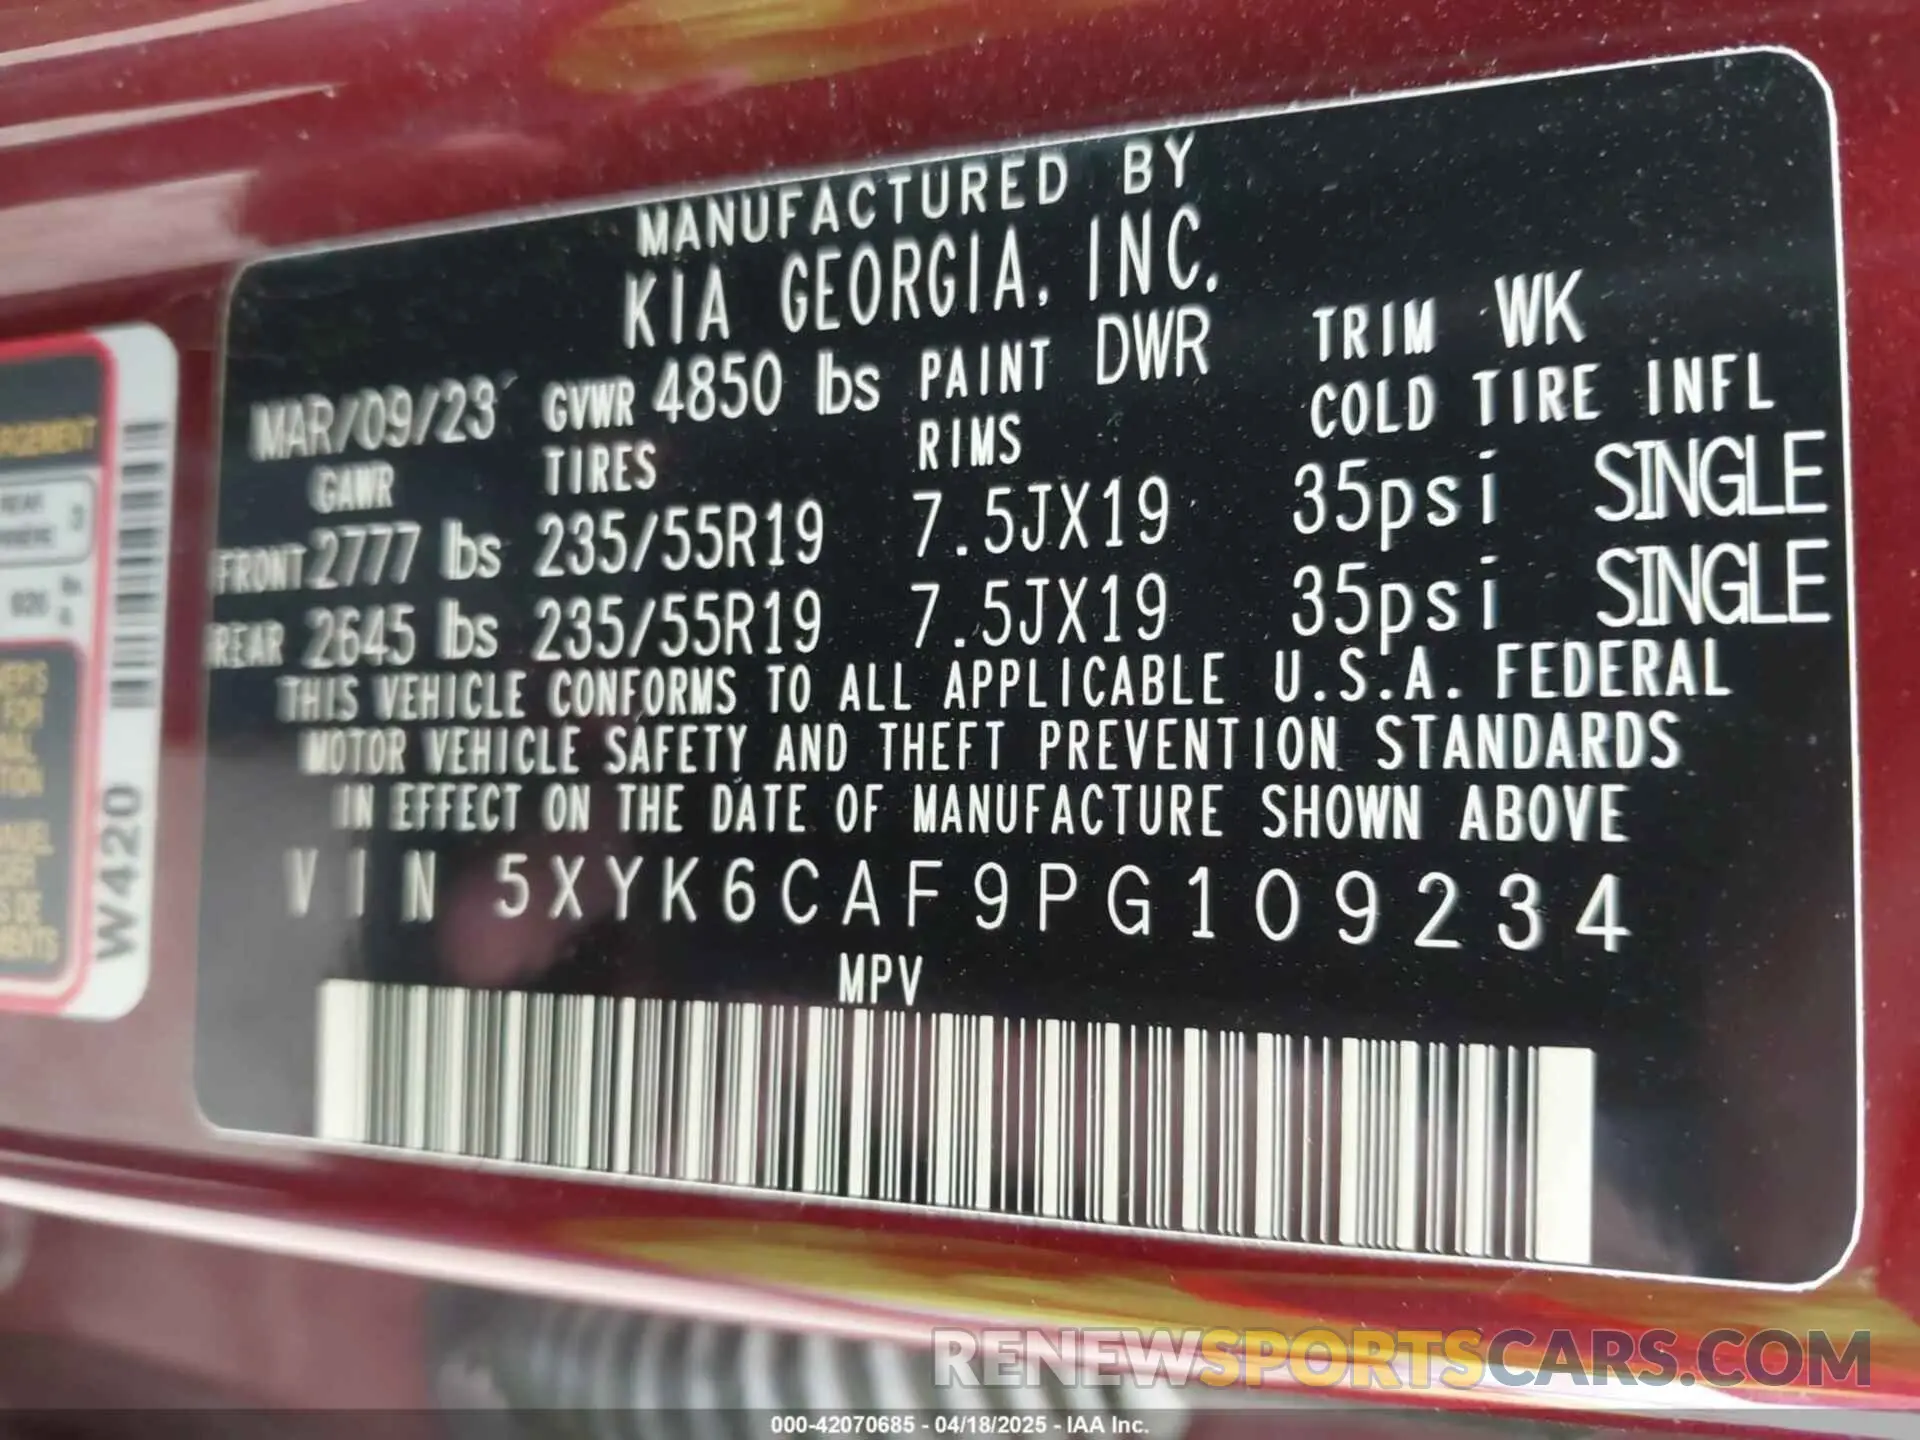 MANUFACTURED BY
KIA GEORGIA, INC.
MAR/09/23 GVWR 4850 lbs PAINT DWR TRIM WK
GAWR TIRES RIMS COLD TIRE INFL
FRONT 2777 lbs 235/55R19 7.5JX19 35psi SINGLE
REAR 2645 lbs 235/55R19 7.5JX19 35psi SINGLE
THIS VEHICLE CONFORMS TO ALL APPLICABLE U.S.A. FEDERAL
MOTOR VEHICLE SAFETY AND THEFT PREVENTION STANDARDS
IN EFFECT ON THE DATE OF MANUFACTURE SHOWN ABOVE
VIN 5XYK6CAF9PG109234
MPV
W420
RENEWSPORTSCARS.COM
000-42070685 - 04/18/2025 - IAA Inc.